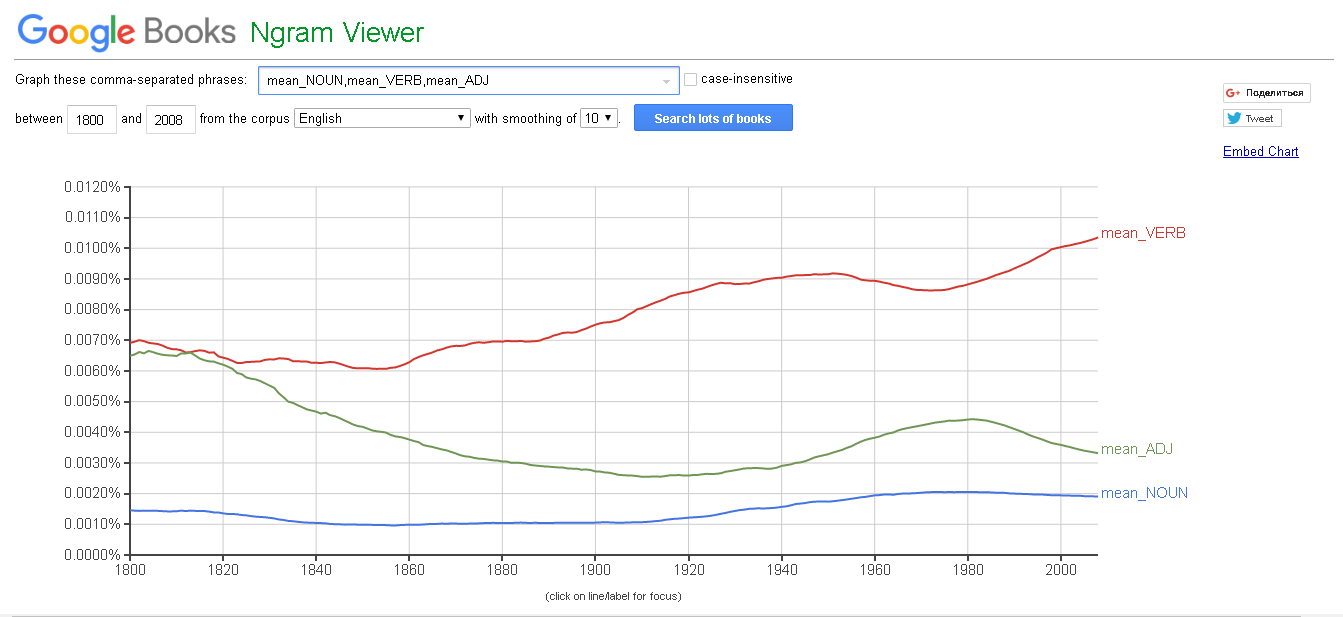 Google Books Ngram Viewer
Graph these comma-separated phrases: mean_NOUN,mean_VERB,mean_ADJ case-insensitive
between 1800 and 2008 from the corpus English with smoothing of 10. Search lots of books
G+ Поделиться
Tweet
Embed Chart
0.0120%
0.0110%
0.0100%
0.0090%
0.0080%
0.0070%
0.0060%
0.0050%
0.0040%
0.0030%
0.0020%
0.0010%
0.0000%
mean_VERB
mean_ADJ
mean_NOUN
1800 1820 1840 1860 1880 1900 1920 1940 1960 1980 2000
(click on line/label for focus)